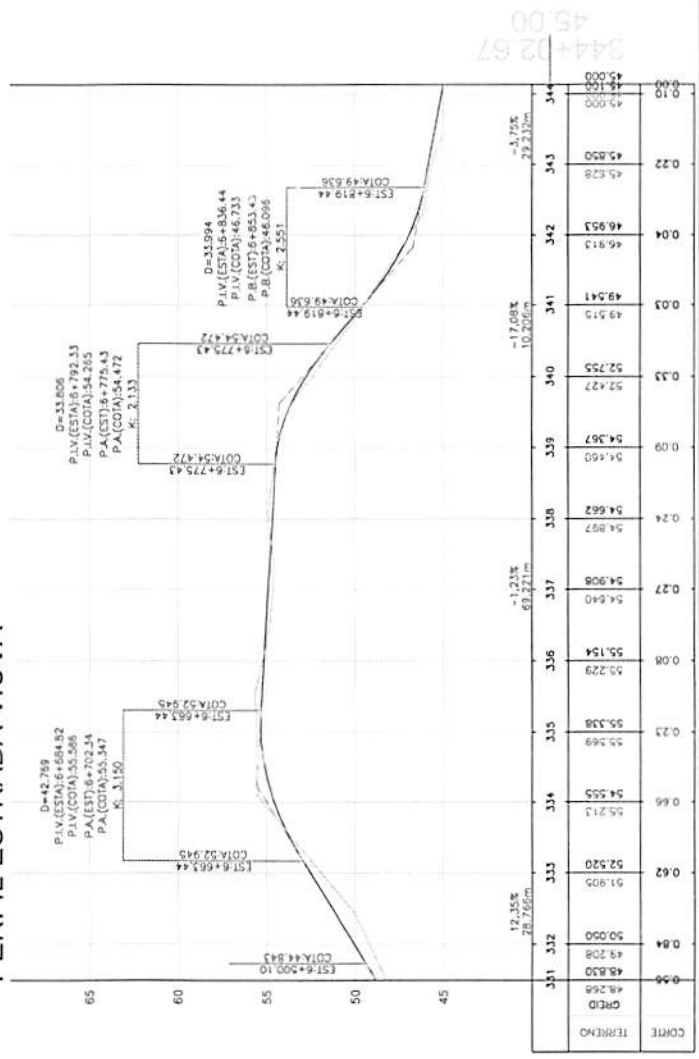 D=42.769
P.I.V.(ESTA):6+684.82
P.I.V.(COTA):55.586
P.A.(EST):6+702.34
P.A.(COTA):55.347
K: 3.150
D=33.806
P.I.V.(ESTA):6+792.33
P.I.V.(COTA):54.265
P.A.(EST):6+775.43
P.A.(COTA):54.472
K: 2.133
D=33.994
P.I.V.(ESTA):6+836.44
P.I.V.(COTA):46.733
P.B.(EST):6+853.43
P.B.(COTA):46.096
K: 2.551
EST:6+500.10
COTA:44.843
EST:6+663.44
COTA:52.945
EST:6+663.44
COTA:52.945
EST:6+775.43
COTA:54.472
EST:6+775.43
COTA:54.472
EST:6+819.44
COTA:49.636
EST:6+819.44
COTA:49.636
65
60
55
50
45
12,35%
28.766m
-1,23%
69.221m
-17,08%
10.206m
-3,75%
29.232m
331 332 333 334 335 336 337 338 339 340 341 342 343 344
GREID
48.830 50.050 52.520 54.555 55.338 55.154 54.908 54.662 54.367 52.755 49.541 46.953 45.850 45.100 45.000
TERRENO
48.268 49.208 51.905 55.213 55.569 55.229 54.640 54.897 54.460 52.427 49.515 46.913 45.628 45.000
CORTE
0.56 0.84 0.62 0.66 0.23 0.08 0.27 0.24 0.09 0.33 0.03 0.04 0.22 0.10 0.00
344+02.67
45.00